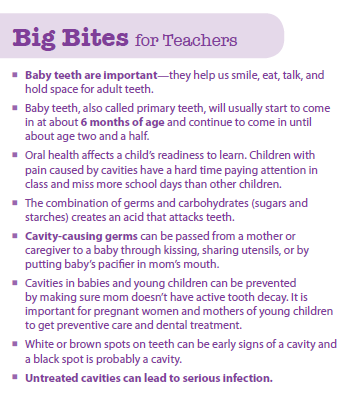 Big Bites for Teachers
■ Baby teeth are important—they help us smile, eat, talk, and
hold space for adult teeth.
■ Baby teeth, also called primary teeth, will usually start to come
in at about 6 months of age and continue to come in until
about age two and a half.
■ Oral health affects a child's readiness to learn. Children with
pain caused by cavities have a hard time paying attention in
class and miss more school days than other children.
■ The combination of germs and carbohydrates (sugars and
starches) creates an acid that attacks teeth.
■ Cavity-causing germs can be passed from a mother or
caregiver to a baby through kissing, sharing utensils, or by
putting baby's pacifier in mom's mouth.
■ Cavities in babies and young children can be prevented
by making sure mom doesn't have active tooth decay. It is
important for pregnant women and mothers of young children
to get preventive care and dental treatment.
■ White or brown spots on teeth can be early signs of a cavity and
a black spot is probably a cavity.
■ Untreated cavities can lead to serious infection.